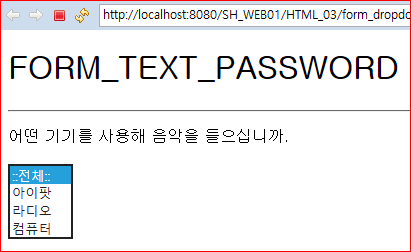 http://localhost:8080/SH_WEB01/HTML_03/form_dropdo
FORM_TEXT_PASSWORD
어떤 기기를 사용해 음악을 들으십니까.
::전체::
아이팟
라디오
컴퓨터